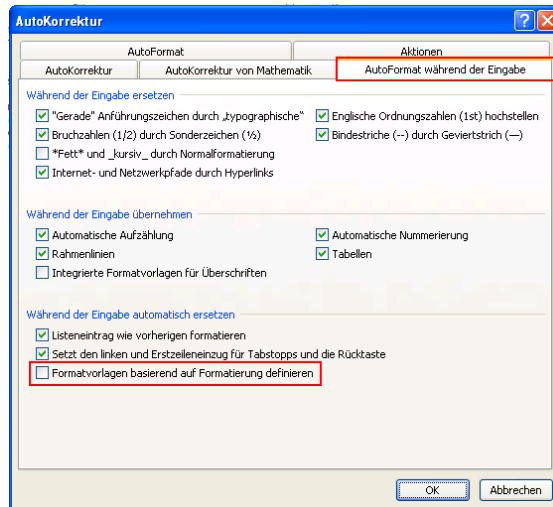 AutoKorrektur
AutoFormat Aktionen
AutoKorrektur AutoKorrektur von Mathematik AutoFormat während der Eingabe
Während der Eingabe ersetzen
"Gerade" Anführungszeichen durch „typographische“ Englische Ordnungszahlen (1st) hochstellen
Bruchzahlen (1/2) durch Sonderzeichen (½) Bindestriche (--) durch Geviertstrich (—)
*Fett* und _kursiv_ durch Normalformatierung
Internet- und Netzwerkpfade durch Hyperlinks
Während der Eingabe übernehmen
Automatische Aufzählung Automatische Nummerierung
Rahmenlinien Tabellen
Integrierte Formatvorlagen für Überschriften
Während der Eingabe automatisch ersetzen
Listeneintrag wie vorherigen formatieren
Setzt den linken und Erstzeileneinzug für Tabstopps und die Rücktaste
Formatvorlagen basierend auf Formatierung definieren
OK Abbrechen